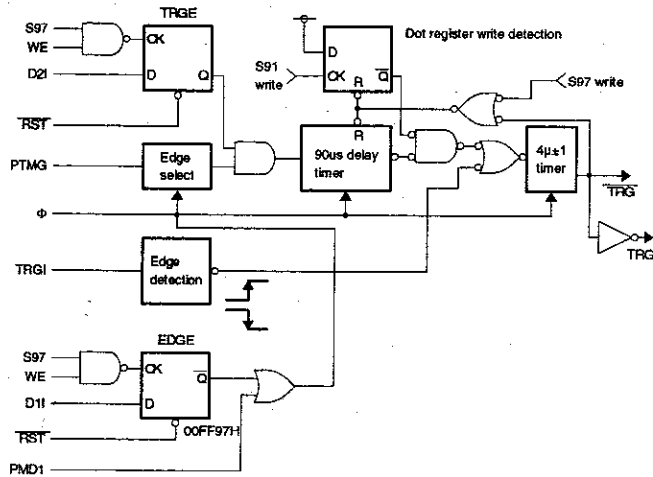 TRGE
S97
WE
CK
D2I
D
Q
RST
PTMG
Edge
select
Φ
TRGI
Edge
detection
EDGE
S97
WE
CK
Q
D1I
D
RST
00FF97H
PMD1
D
S91
write
CK
Q
R
Dot register write detection
S97 write
R
90us delay
timer
4μ±1
timer
TRG
TRG